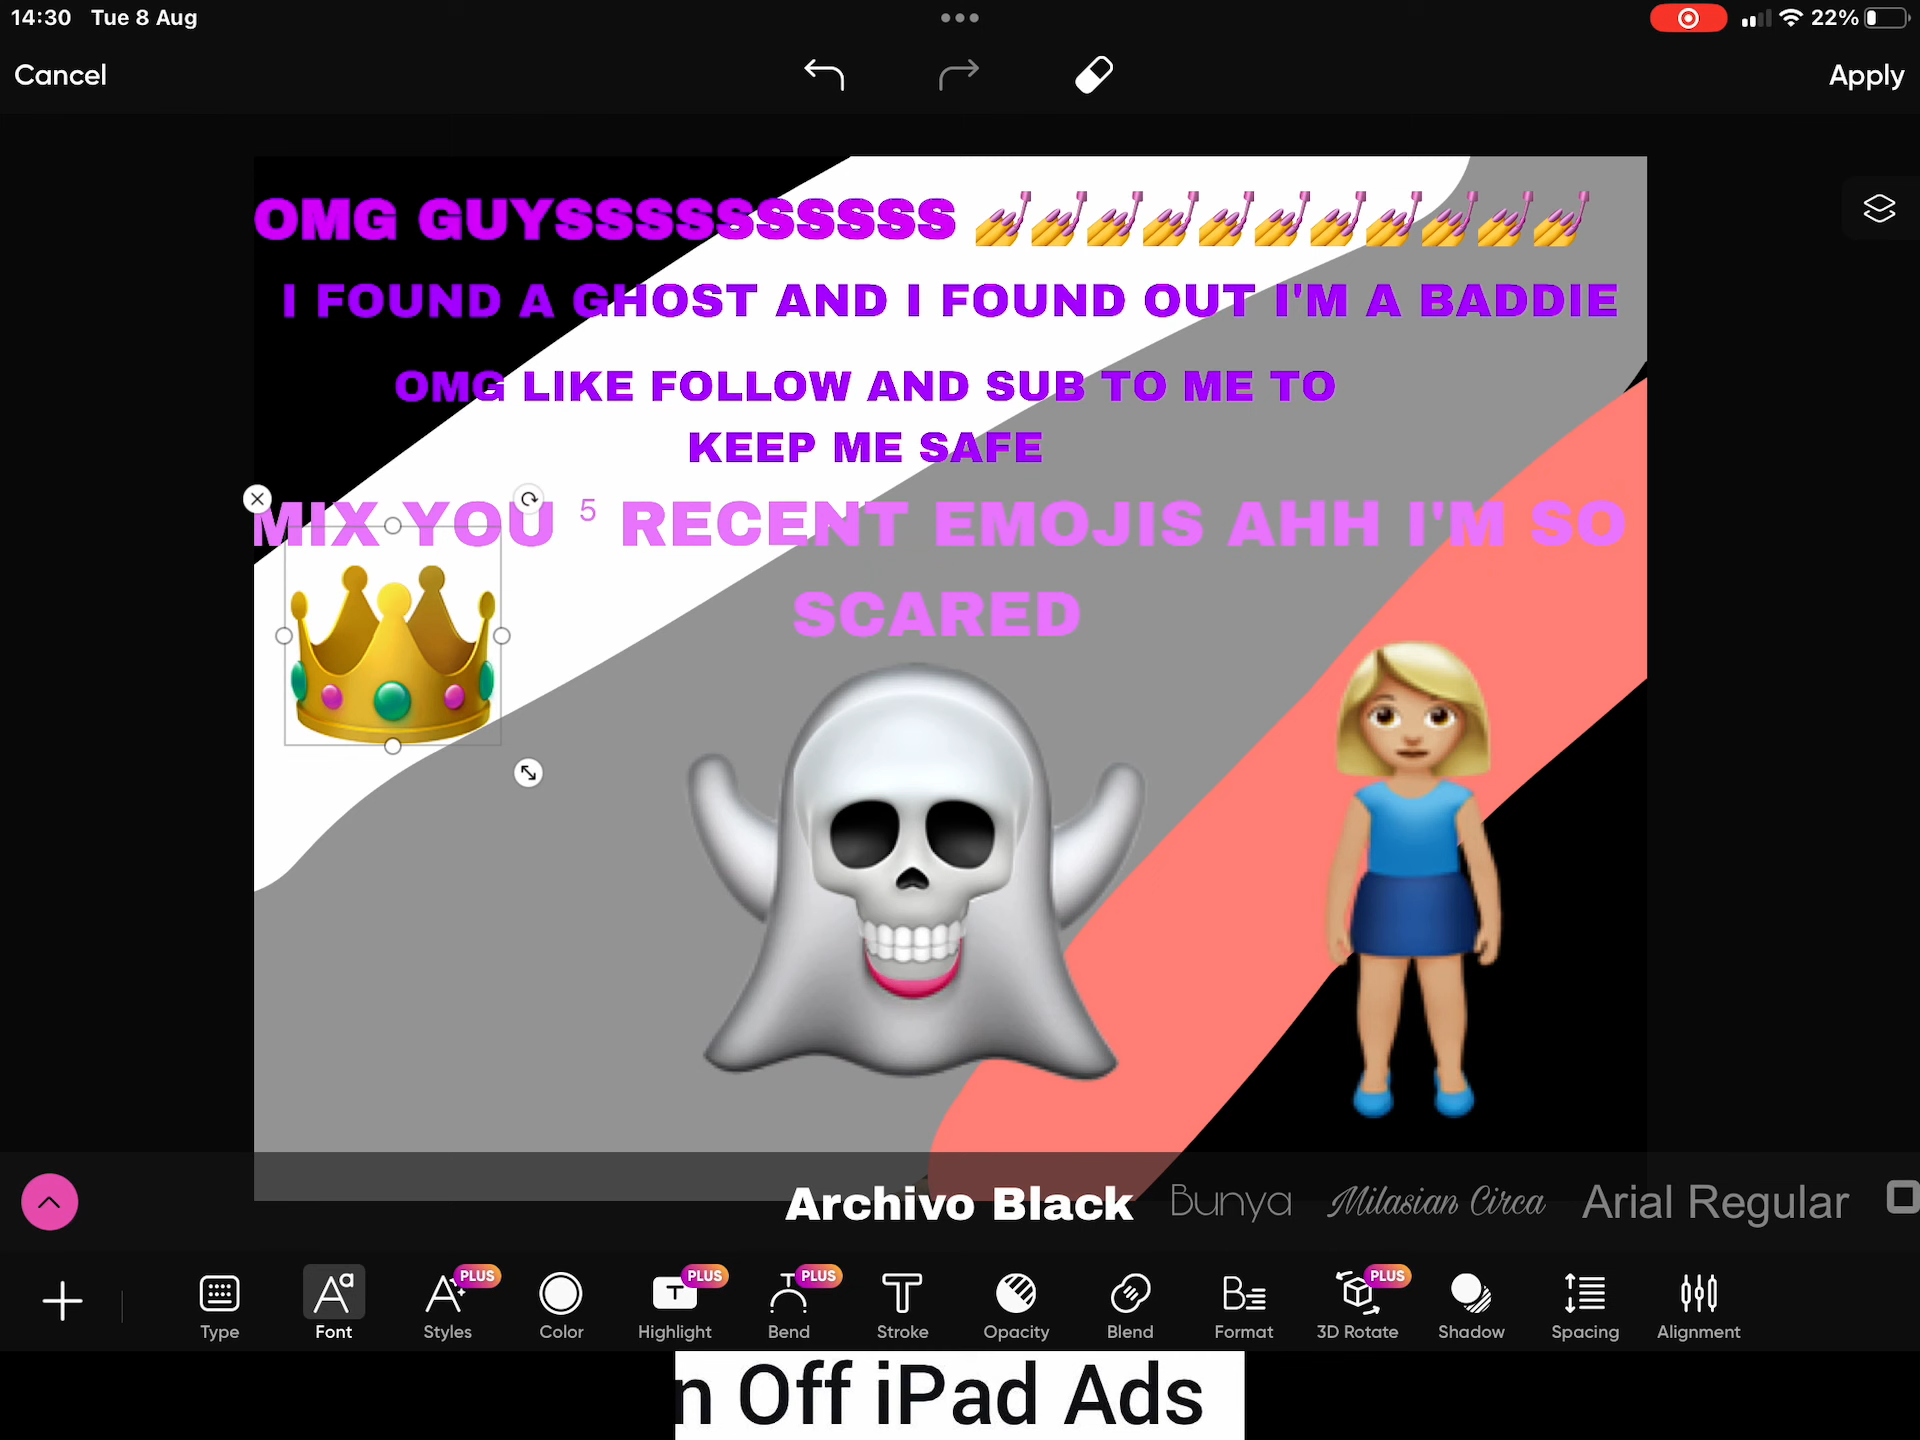 14:30 Tue 8 Aug
22%
Cancel
Apply
OMG GUYSSSSSSSSSS 💅💅💅💅💅💅💅💅💅💅💅
I FOUND A GHOST AND I FOUND OUT I'M A BADDIE
OMG LIKE FOLLOW AND SUB TO ME TO
KEEP ME SAFE
MIX YOU 5 RECENT EMOJIS AHH I'M SO
SCARED
Archivo Black Bunya Milasian Circa Arial Regular
PLUS PLUS PLUS PLUS
Type Font Styles Color Highlight Bend Stroke Opacity Blend Format 3D Rotate Shadow Spacing Alignment
n Off iPad Ads